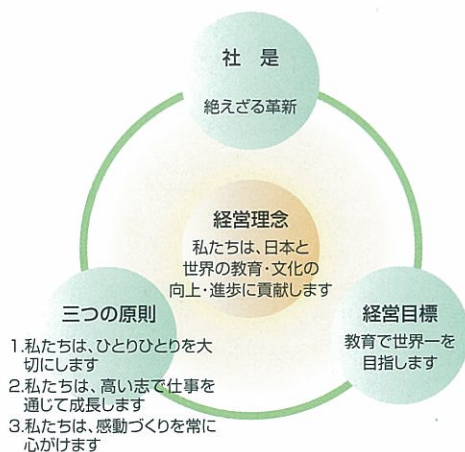 社 是
絶えざる革新
経営理念
私たちは、日本と
世界の教育・文化の
向上・進歩に貢献します
三つの原則
1.私たちは、ひとりひとりを大
切にします
2.私たちは、高い志で仕事を
通じて成長します
3.私たちは、感動づくりを常に
心がけます
経営目標
教育で世界一を
目指します